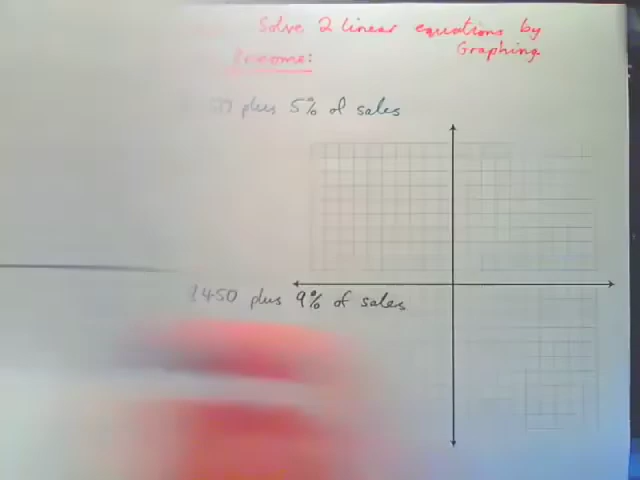 Solve 2 linear equations by
Graphing
Income:
plus 5% of sales
1450 plus 9% of sales